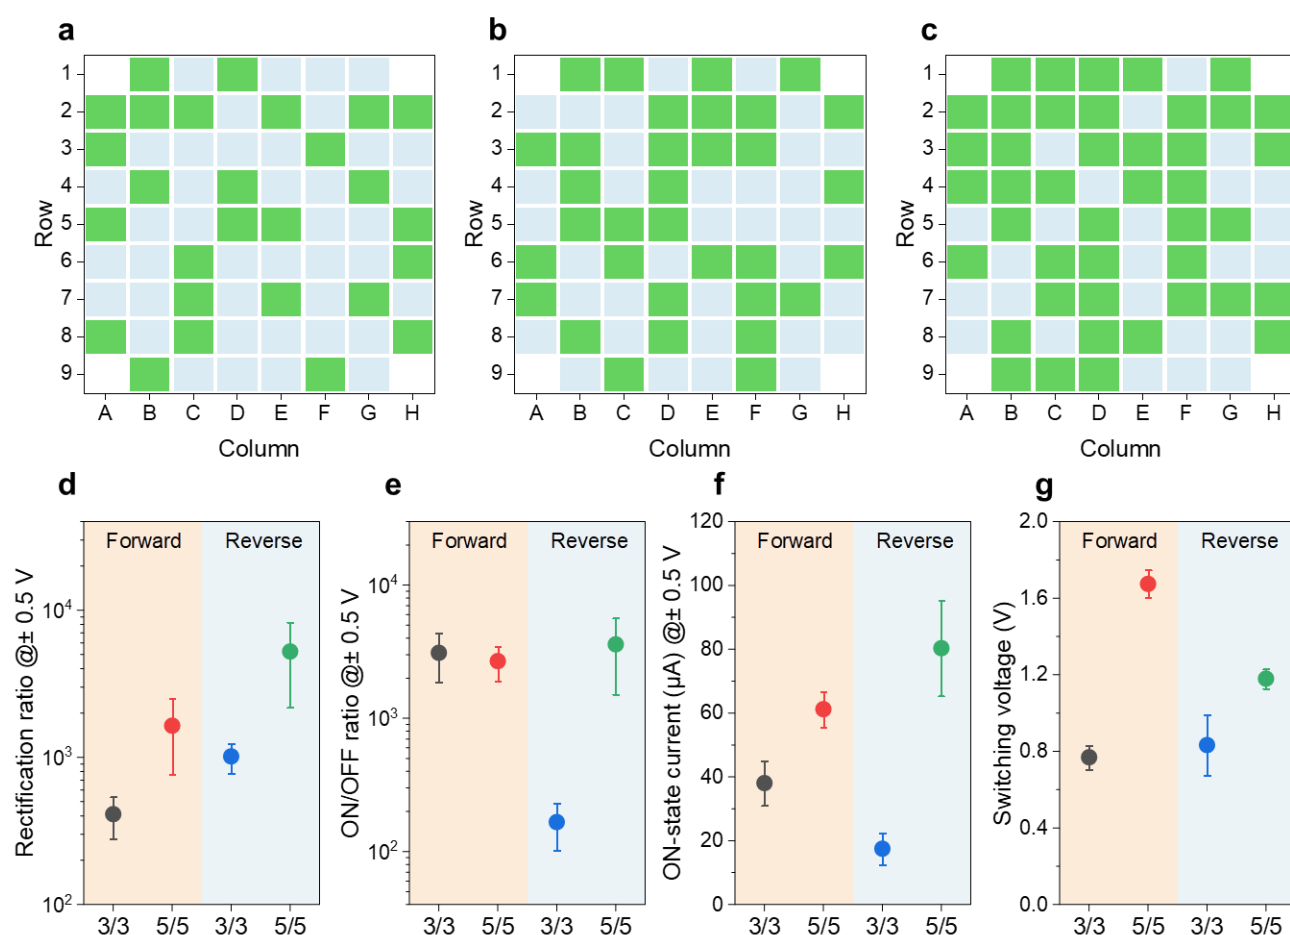 a
b
c
1
2
3
4
5
6
7
8
9
Row
A B C D E F G H
Column
1
2
3
4
5
6
7
8
9
Row
A B C D E F G H
Column
1
2
3
4
5
6
7
8
9
Row
A B C D E F G H
Column
d
Forward
Reverse
10⁴
10³
10²
Rectification ratio @± 0.5 V
3/3 5/5 3/3 5/5
e
Forward
Reverse
10⁴
10³
10²
ON/OFF ratio @± 0.5 V
3/3 5/5 3/3 5/5
f
120
100
80
60
40
20
0
Forward
Reverse
ON-state current (μA) @± 0.5 V
3/3 5/5 3/3 5/5
g
2.0
1.6
1.2
0.8
0.4
0.0
Forward
Reverse
Switching voltage (V)
3/3 5/5 3/3 5/5